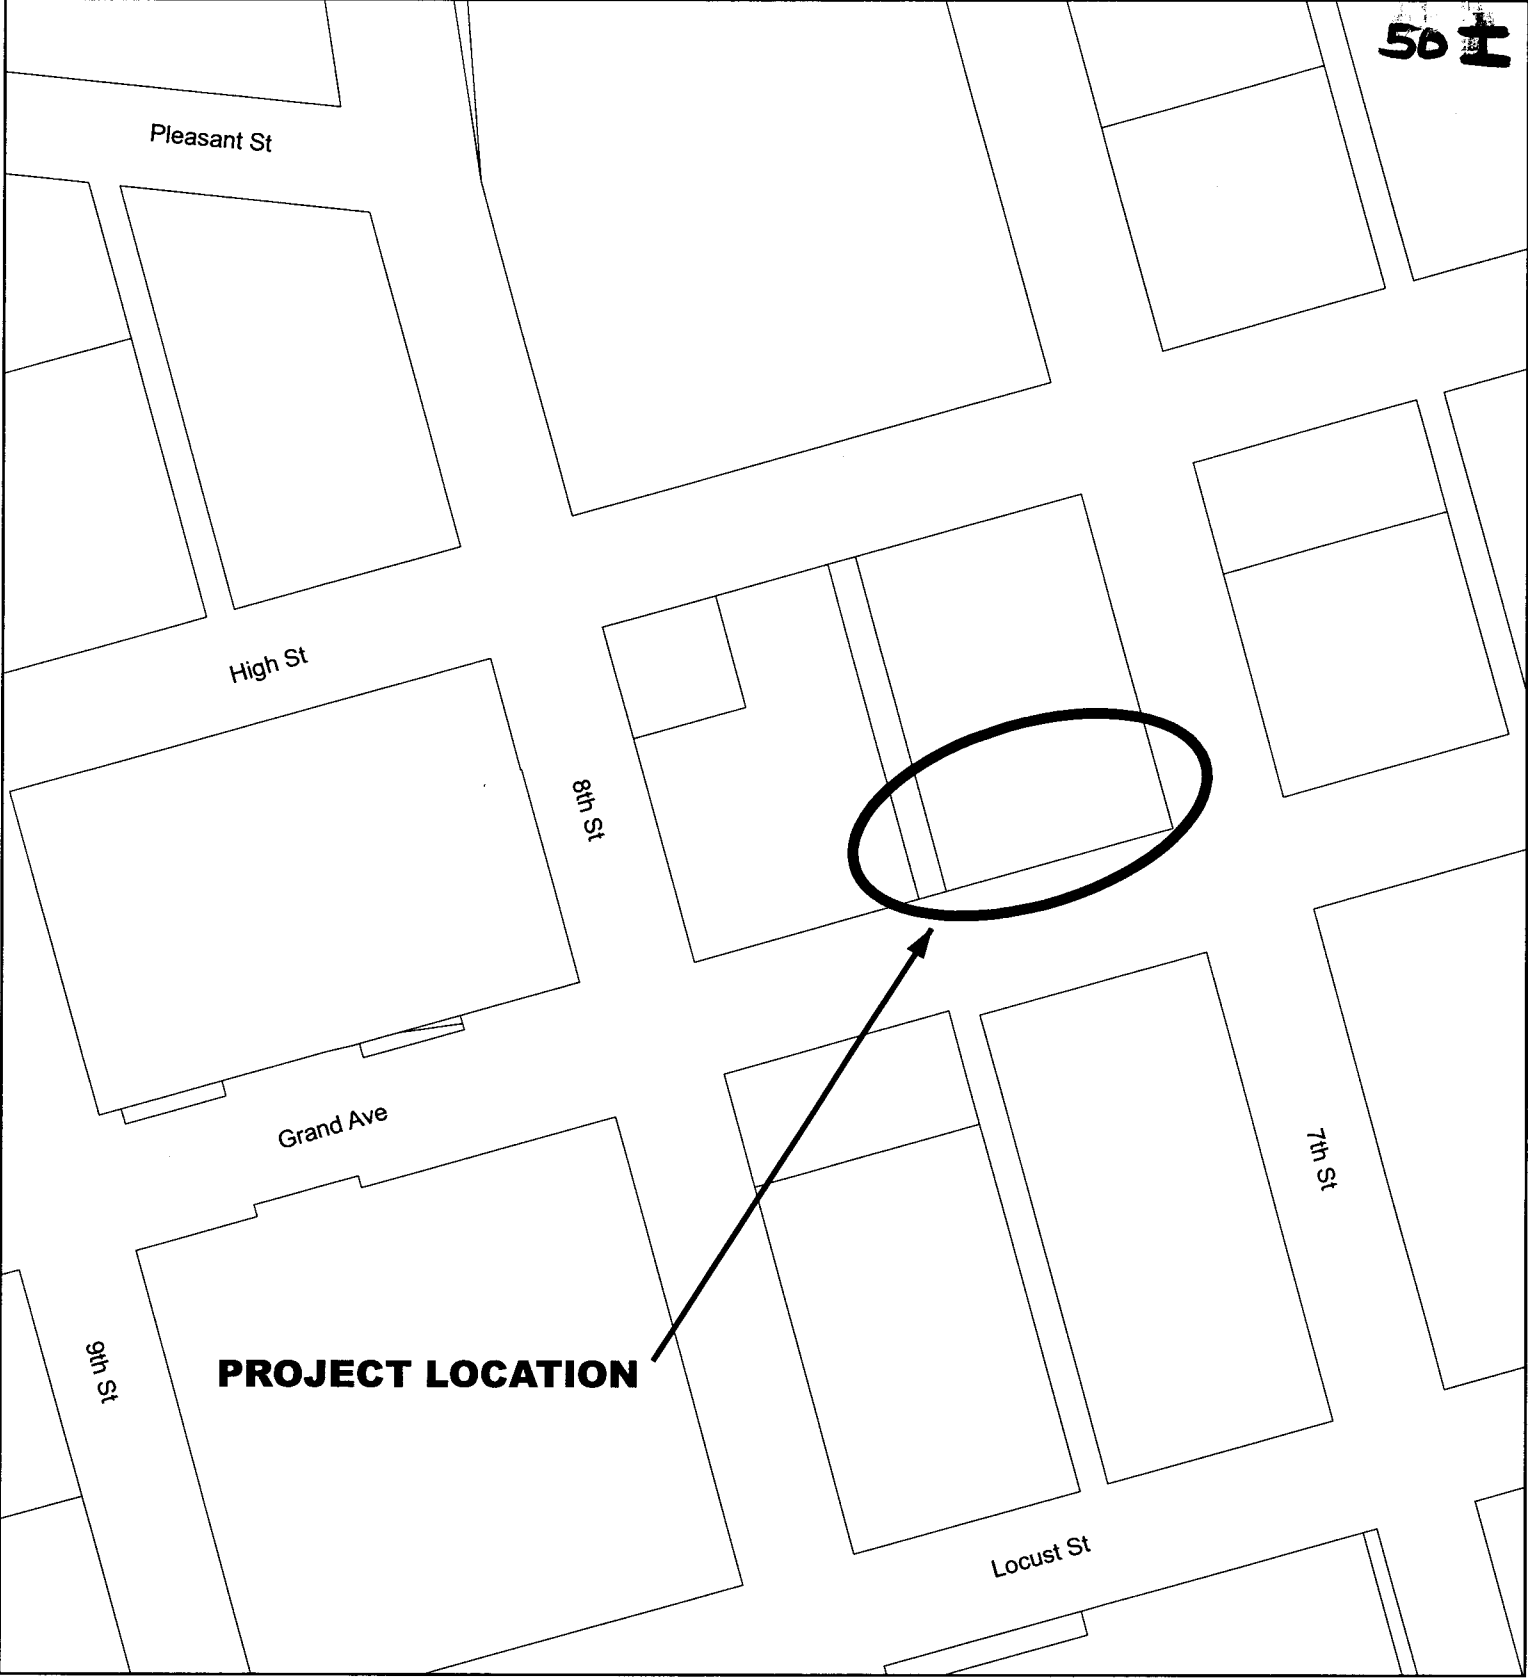 50 I
Pleasant St
High St
8th St
Grand Ave
7th St
9th St
PROJECT LOCATION
Locust St